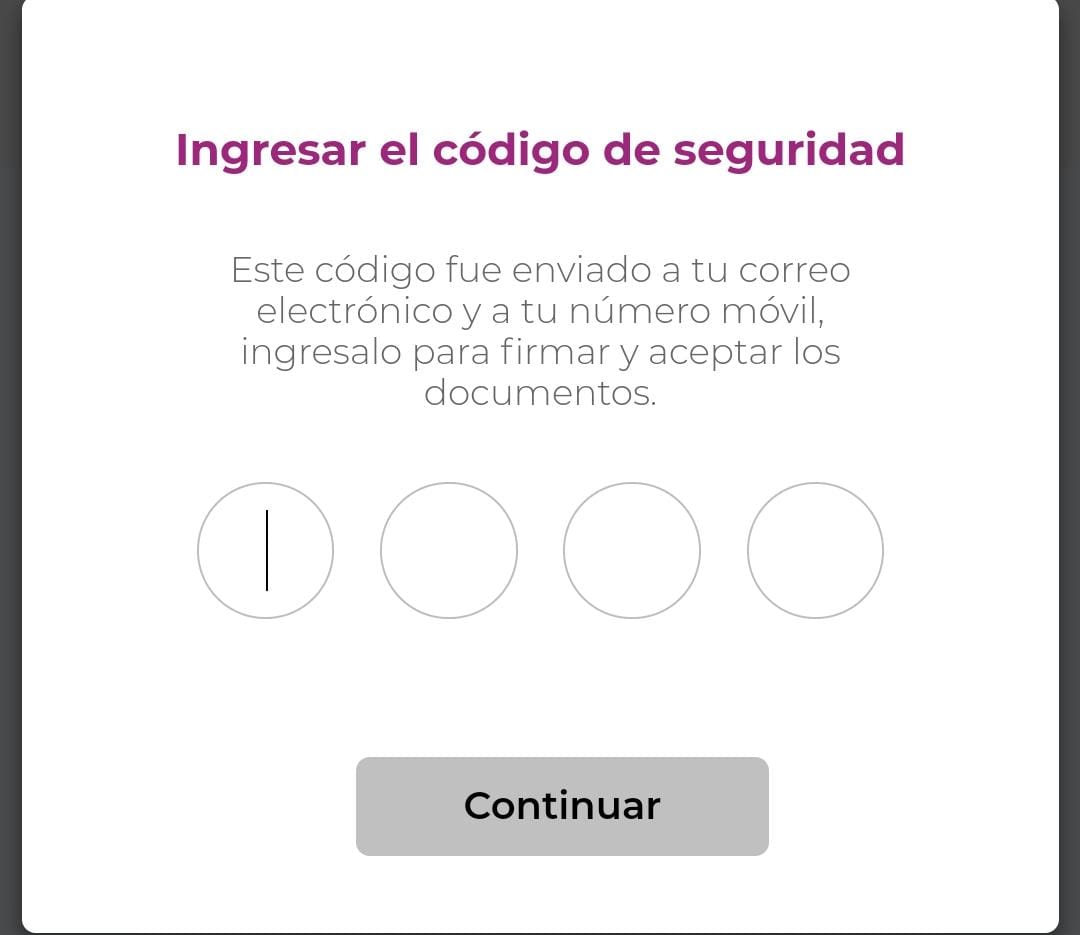 Ingresar el código de seguridad
Este código fue enviado a tu correo
electrónico y a tu número móvil,
ingresalo para firmar y aceptar los
documentos.
Continuar